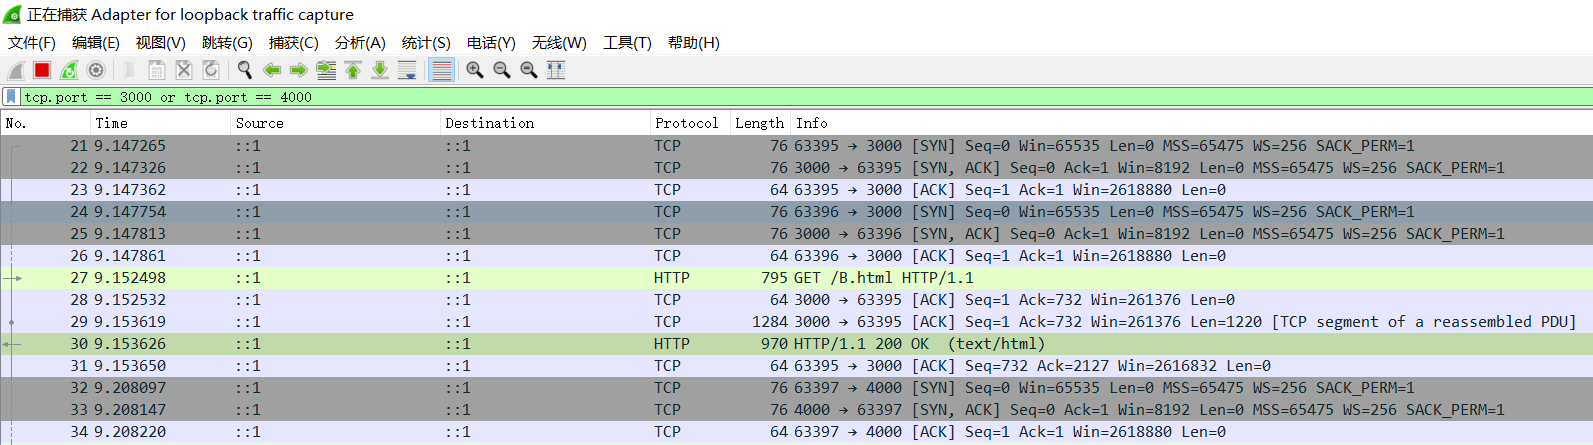 正在捕获 Adapter for loopback traffic capture
文件(F) 编辑(E) 视图(V) 跳转(G) 捕获(C) 分析(A) 统计(S) 电话(Y) 无线(W) 工具(T) 帮助(H)
tcp.port == 3000 or tcp.port == 4000
No. Time Source Destination Protocol Length Info
21 9.147265 ::1 ::1 TCP 76 63395 → 3000 [SYN] Seq=0 Win=65535 Len=0 MSS=65475 WS=256 SACK_PERM=1
22 9.147326 ::1 ::1 TCP 76 3000 → 63395 [SYN, ACK] Seq=0 Ack=1 Win=8192 Len=0 MSS=65475 WS=256 SACK_PERM=1
23 9.147362 ::1 ::1 TCP 64 63395 → 3000 [ACK] Seq=1 Ack=1 Win=2618880 Len=0
24 9.147754 ::1 ::1 TCP 76 63396 → 3000 [SYN] Seq=0 Win=65535 Len=0 MSS=65475 WS=256 SACK_PERM=1
25 9.147813 ::1 ::1 TCP 76 3000 → 63396 [SYN, ACK] Seq=0 Ack=1 Win=8192 Len=0 MSS=65475 WS=256 SACK_PERM=1
26 9.147861 ::1 ::1 TCP 64 63396 → 3000 [ACK] Seq=1 Ack=1 Win=2618880 Len=0
27 9.152498 ::1 ::1 HTTP 795 GET /B.html HTTP/1.1
28 9.152532 ::1 ::1 TCP 64 3000 → 63395 [ACK] Seq=1 Ack=732 Win=261376 Len=0
29 9.153619 ::1 ::1 TCP 1284 3000 → 63395 [ACK] Seq=1 Ack=732 Win=261376 Len=1220 [TCP segment of a reassembled PDU]
30 9.153626 ::1 ::1 HTTP 970 HTTP/1.1 200 OK (text/html)
31 9.153650 ::1 ::1 TCP 64 63395 → 3000 [ACK] Seq=732 Ack=2127 Win=2616832 Len=0
32 9.208097 ::1 ::1 TCP 76 63397 → 4000 [SYN] Seq=0 Win=65535 Len=0 MSS=65475 WS=256 SACK_PERM=1
33 9.208147 ::1 ::1 TCP 76 4000 → 63397 [SYN, ACK] Seq=0 Ack=1 Win=8192 Len=0 MSS=65475 WS=256 SACK_PERM=1
34 9.208220 ::1 ::1 TCP 64 63397 → 4000 [ACK] Seq=1 Ack=1 Win=2618880 Len=0